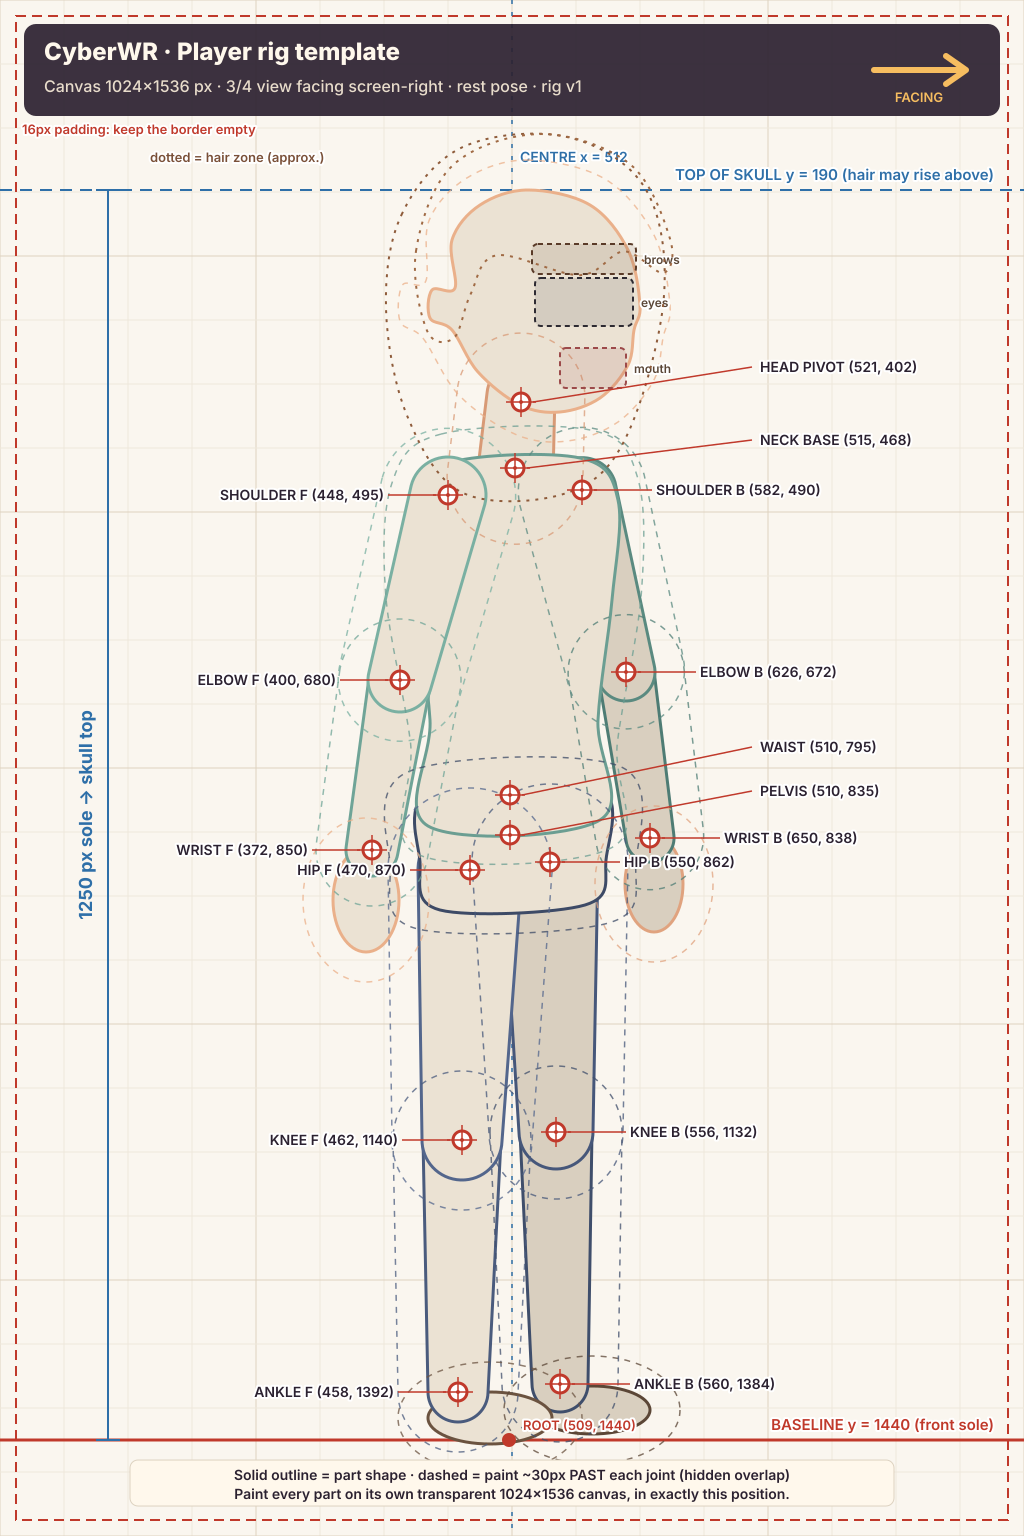 CyberWR · Player rig template
Canvas 1024×1536 px · 3/4 view facing screen-right · rest pose · rig v1
FACING
16px padding: keep the border empty
dotted = hair zone (approx.)
CENTRE x = 512
TOP OF SKULL y = 190 (hair may rise above)
brows
eyes
mouth
HEAD PIVOT (521, 402)
NECK BASE (515, 468)
SHOULDER F (448, 495)
SHOULDER B (582, 490)
ELBOW F (400, 680)
ELBOW B (626, 672)
1250 px sole → skull top
WAIST (510, 795)
PELVIS (510, 835)
WRIST F (372, 850)
WRIST B (650, 838)
HIP F (470, 870)
HIP B (550, 862)
KNEE F (462, 1140)
KNEE B (556, 1132)
ANKLE F (458, 1392)
ANKLE B (560, 1384)
ROOT (509, 1440)
BASELINE y = 1440 (front sole)
Solid outline = part shape · dashed = paint ~30px PAST each joint (hidden overlap)
Paint every part on its own transparent 1024×1536 canvas, in exactly this position.